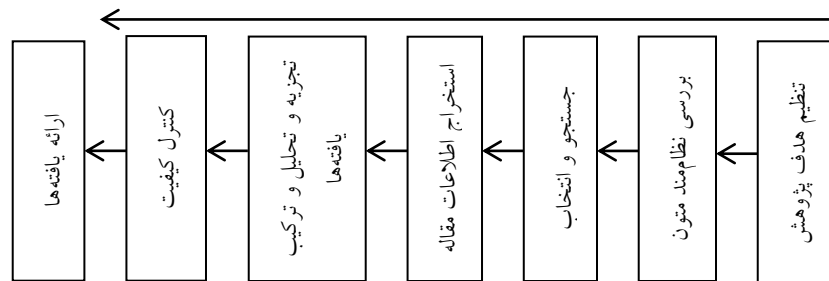 تنظیم هدف پژوهش
بررسی نظام‌مند متون
جستجو و انتخاب
استخراج اطلاعات مقاله
تجزیه و تحلیل و ترکیب
یافته‌ها
کنترل کیفیت
ارائه یافته‌ها